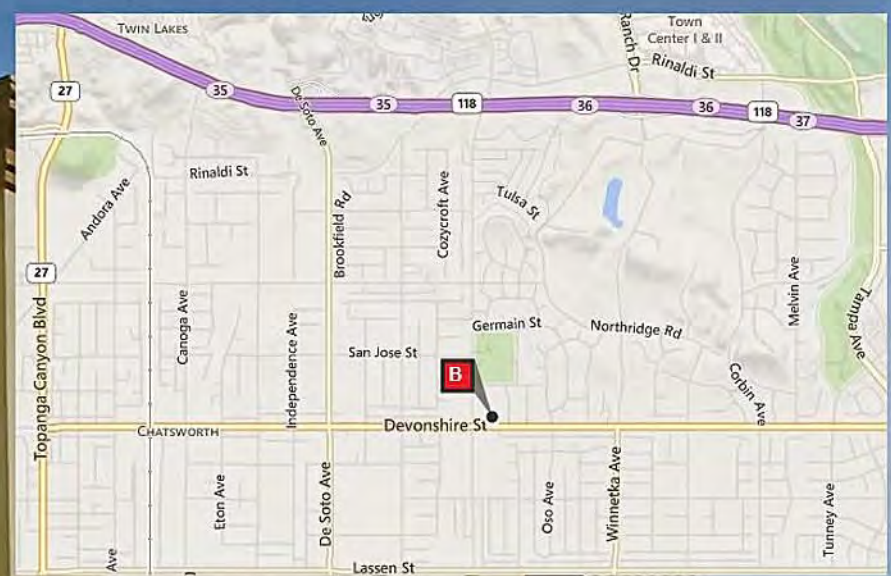 TWIN LAKES
Town
Center I & II
Ranch Dr
Rinaldi St
27
35
De Soto Ave
35
118
36
36
118
37
Rinaldi St
Andora Ave
Brookfield Rd
Cozycroft Ave
Tulsa St
27
Topanga Canyon Blvd
Canoga Ave
Independence Ave
San Jose St
Germain St
Northridge Rd
Melvin Ave
Tampa Ave
B
Corbin Ave
CHATSWORTH
Devonshire St
Eton Ave
De Soto Ave
Oso Ave
Winnetka Ave
Tunney Ave
Ave
Lassen St